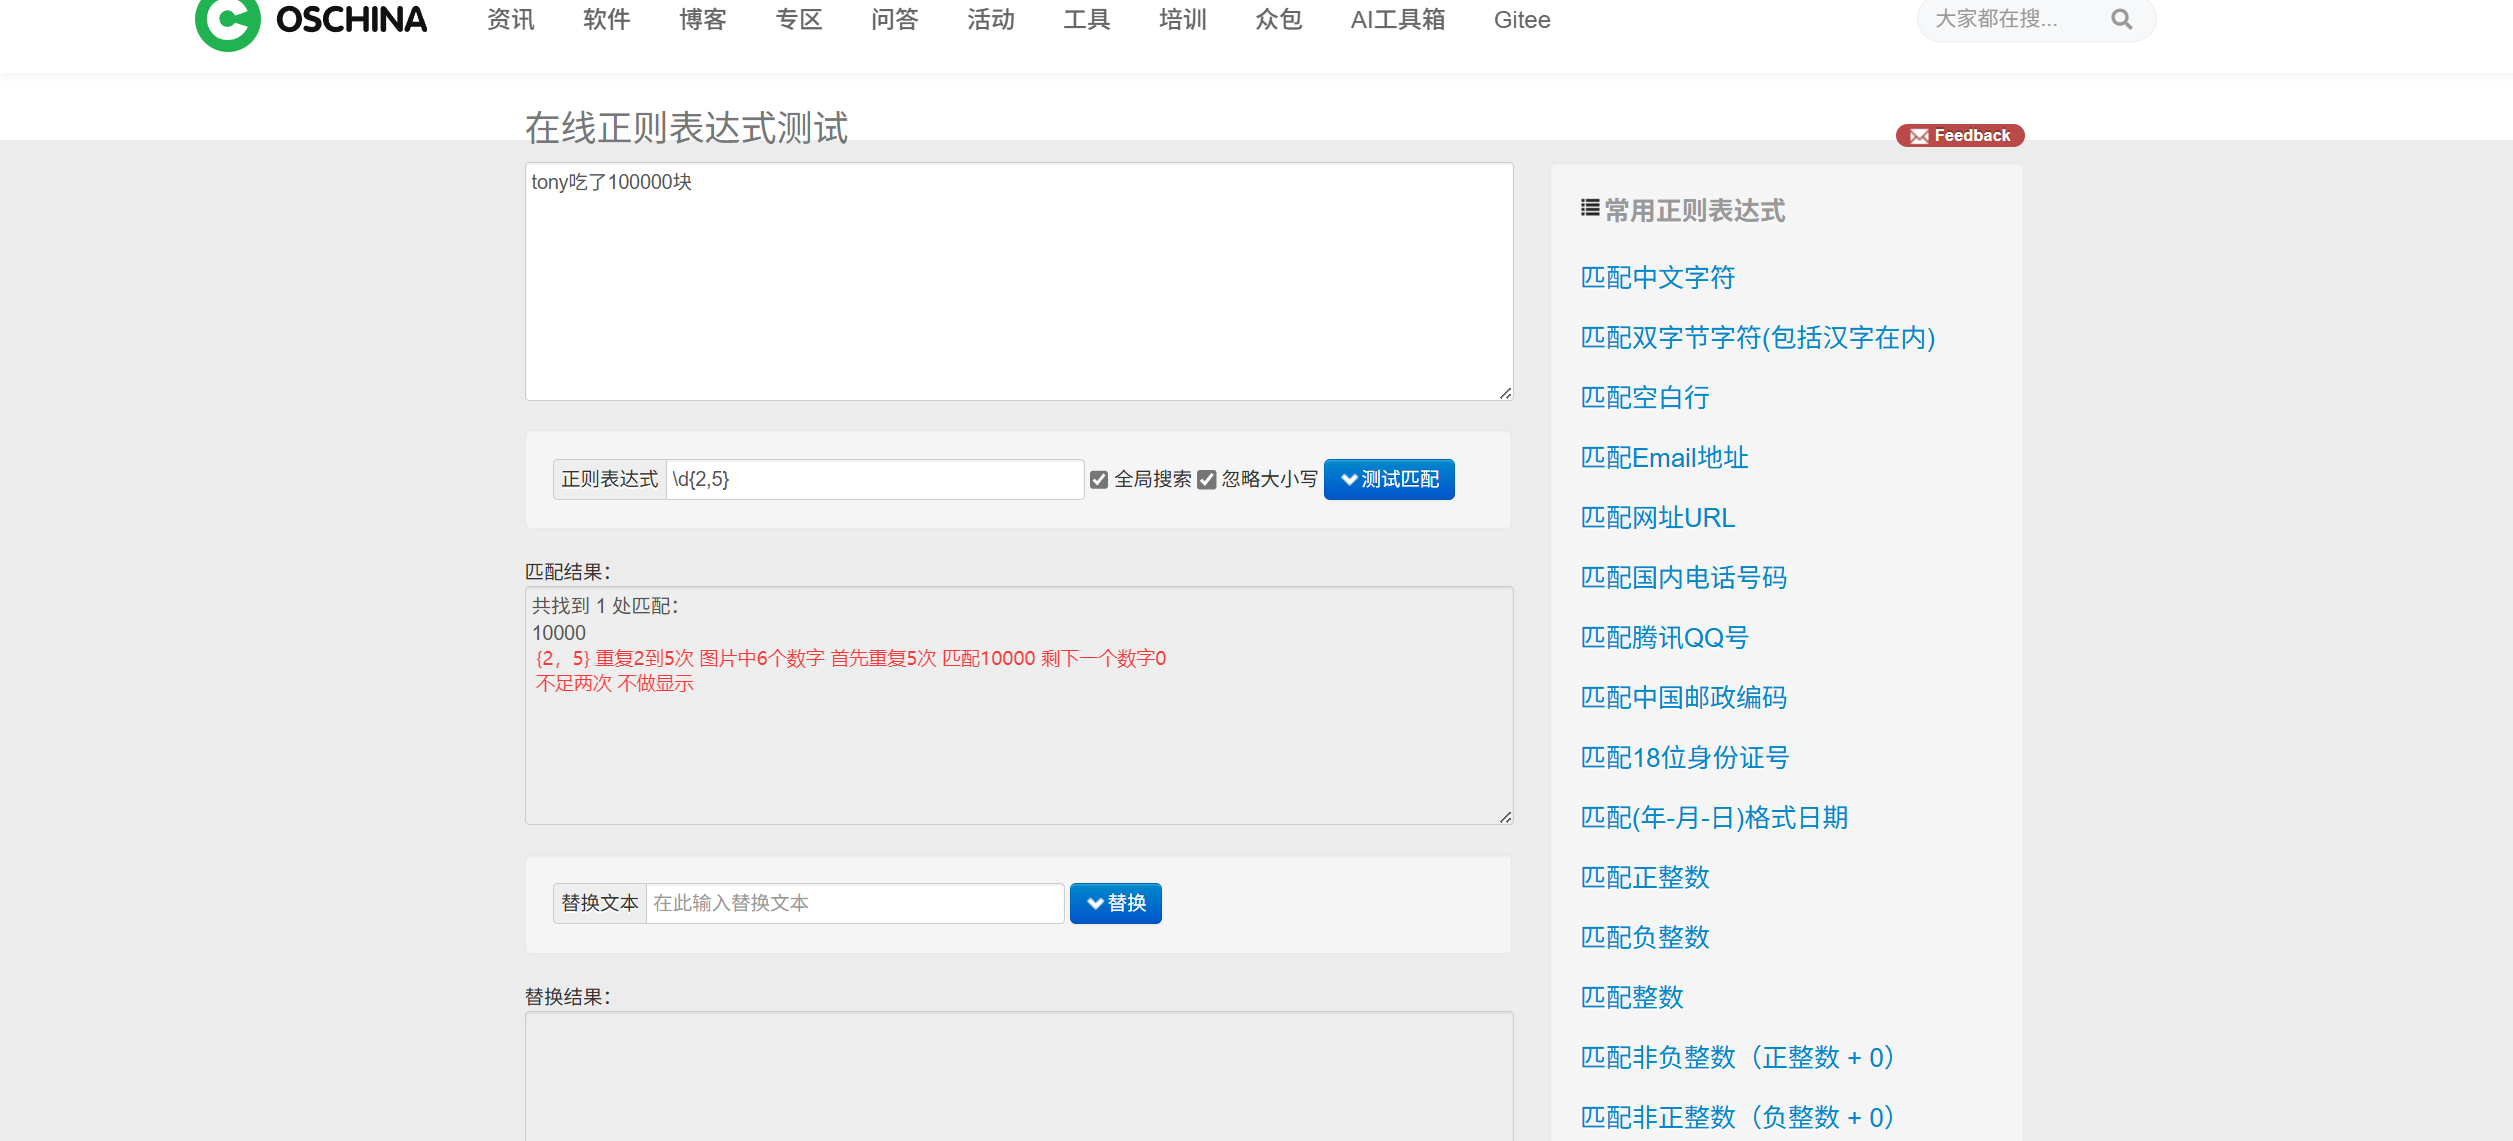 OSCHINA 资讯 软件 博客 专区 问答 活动 工具 培训 众包 AI工具箱 Gitee 大家都在搜...
在线正则表达式测试
Feedback
tony吃了100000块
正则表达式 \d{2,5} 全局搜索 忽略大小写 测试匹配
匹配结果：
共找到 1 处匹配：
10000
{2，5} 重复2到5次 图片中6个数字 首先重复5次 匹配10000 剩下一个数字0
不足两次 不做显示
替换文本 在此输入替换文本 替换
替换结果：
常用正则表达式
匹配中文字符
匹配双字节字符(包括汉字在内)
匹配空白行
匹配Email地址
匹配网址URL
匹配国内电话号码
匹配腾讯QQ号
匹配中国邮政编码
匹配18位身份证号
匹配(年-月-日)格式日期
匹配正整数
匹配负整数
匹配整数
匹配非负整数（正整数 + 0）
匹配非正整数（负整数 + 0）